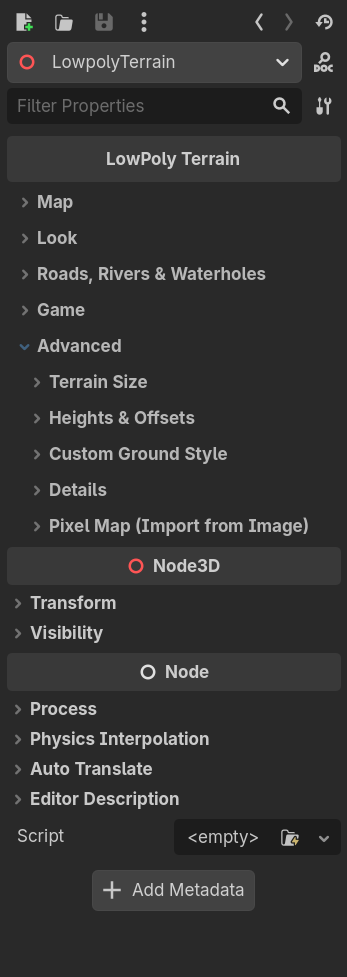 LowpolyTerrain
DOC
Filter Properties
LowPoly Terrain
Map
Look
Roads, Rivers & Waterholes
Game
Advanced
Terrain Size
Heights & Offsets
Custom Ground Style
Details
Pixel Map (Import from Image)
Node3D
Transform
Visibility
Node
Process
Physics Interpolation
Auto Translate
Editor Description
Script <empty>
Add Metadata